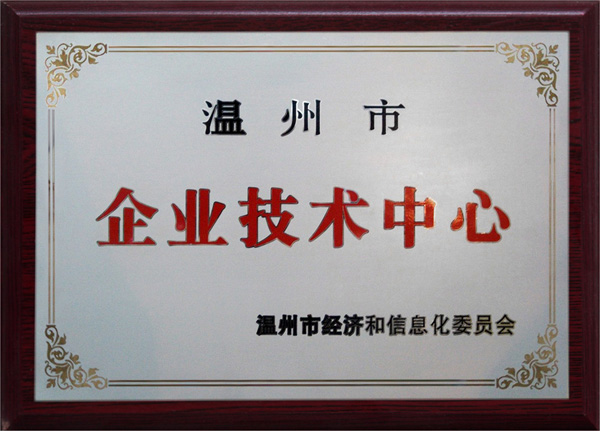 温州市
企业技术中心
温州市经济和信息化委员会